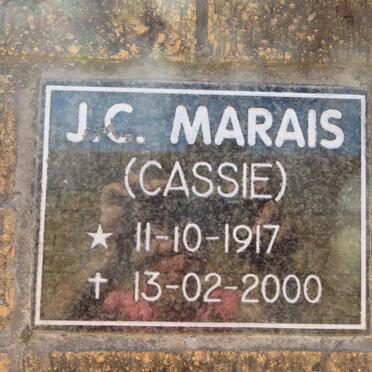 J.C. MARAIS
(CASSIE)
★ 11-10-1917
✝ 13-02-2000